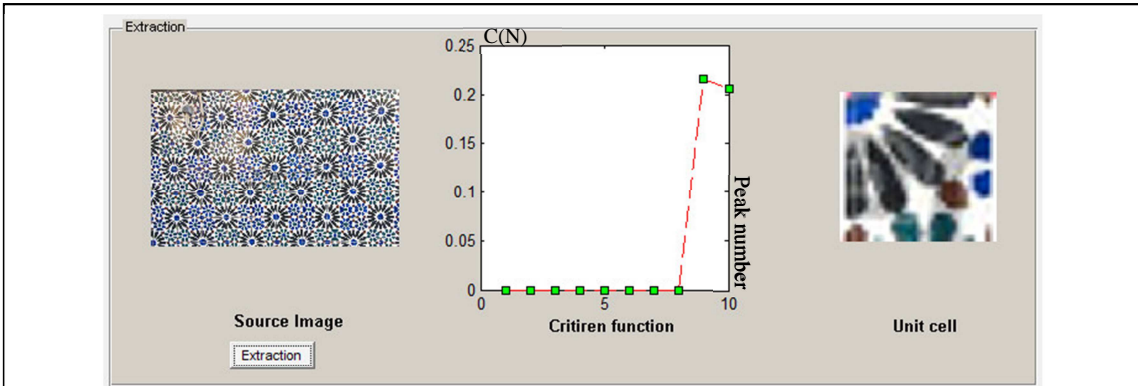 Extraction
C(N)
0.25
0.2
0.15
0.1
0.05
0
0
5
10
Peak number
Source Image
Critiren function
Unit cell
Extraction